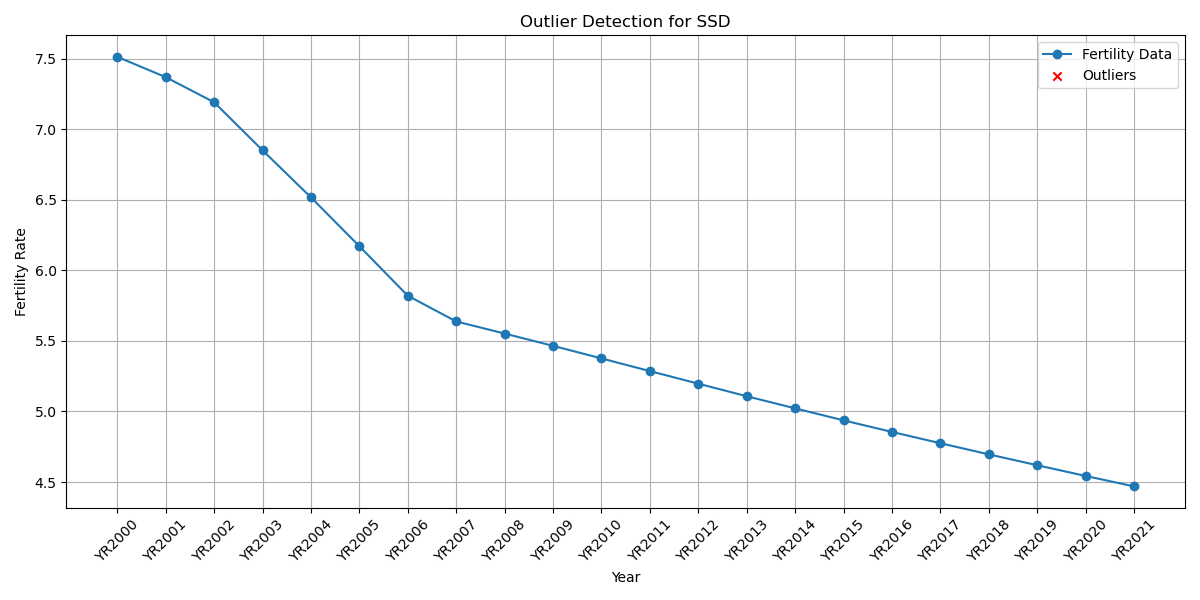 Outlier Detection for SSD
Fertility Data
Outliers
Fertility Rate
7.5
7.0
6.5
6.0
5.5
5.0
4.5
YR2000
YR2001
YR2002
YR2003
YR2004
YR2005
YR2006
YR2007
YR2008
YR2009
YR2010
YR2011
YR2012
YR2013
YR2014
YR2015
YR2016
YR2017
YR2018
YR2019
YR2020
YR2021
Year